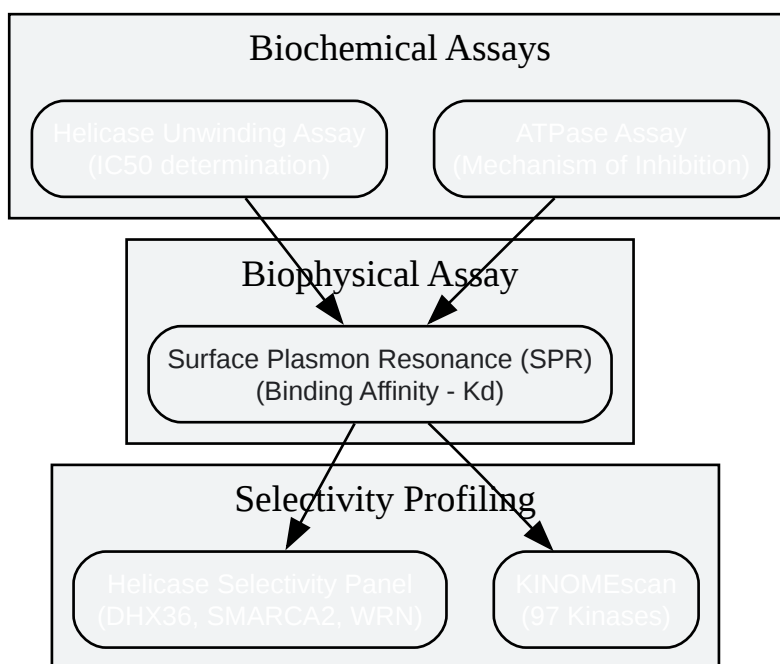 Biochemical Assays
Helicase Unwinding Assay
(IC50 determination)
ATPase Assay
(Mechanism of Inhibition)
Biophysical Assay
Surface Plasmon Resonance (SPR)
(Binding Affinity - Kd)
Selectivity Profiling
Helicase Selectivity Panel
(DHX36, SMARCA2, WRN)
KINOMEscan
(97 Kinases)